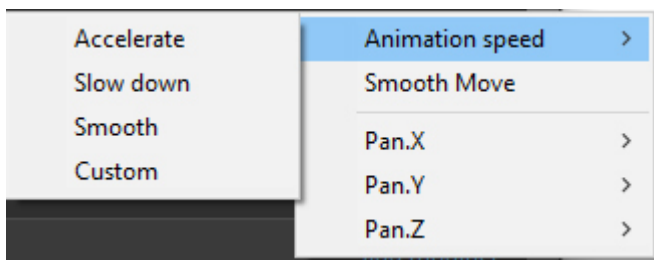 Accelerate
Slow down
Smooth
Custom
Animation speed
Smooth Move
Pan.X
Pan.Y
Pan.Z